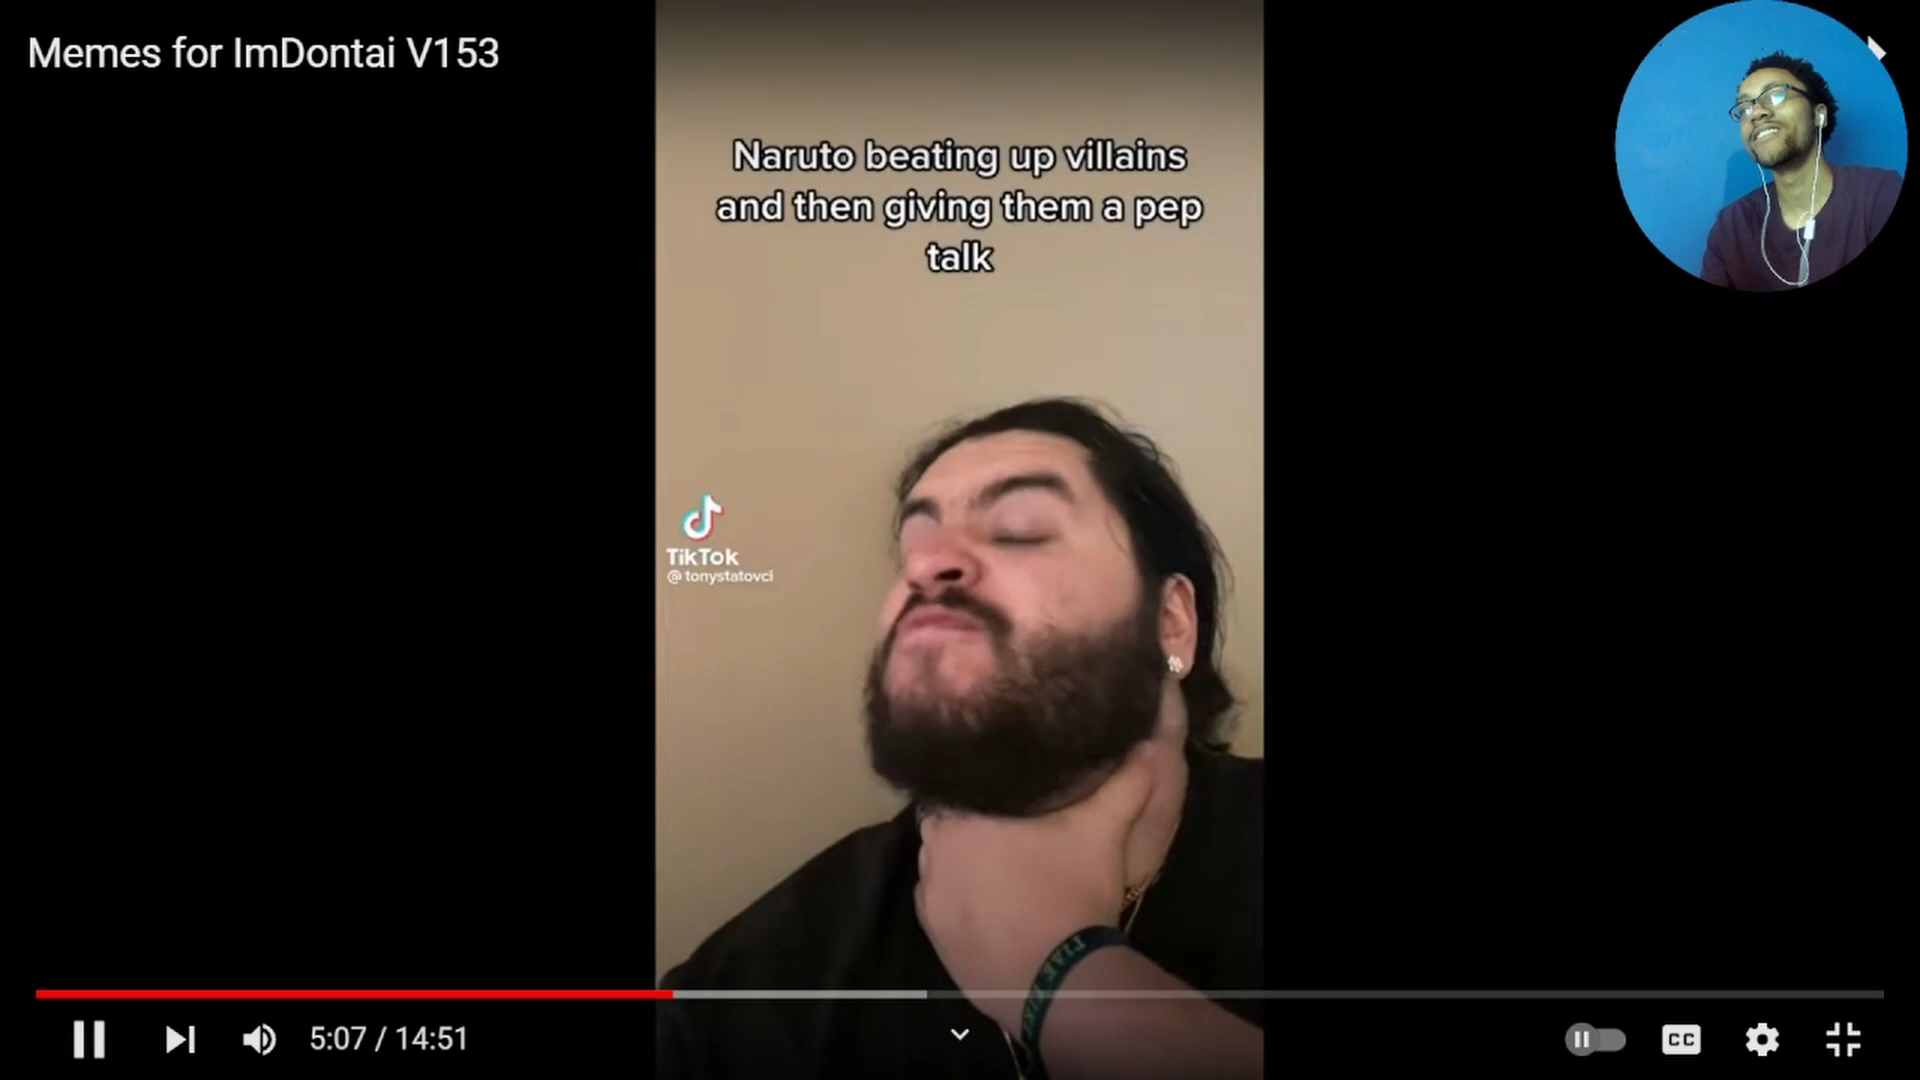 Memes for ImDontai V153
Naruto beating up villains
and then giving them a pep
talk
TikTok
@tonystatovci
5:07 / 14:51
CC